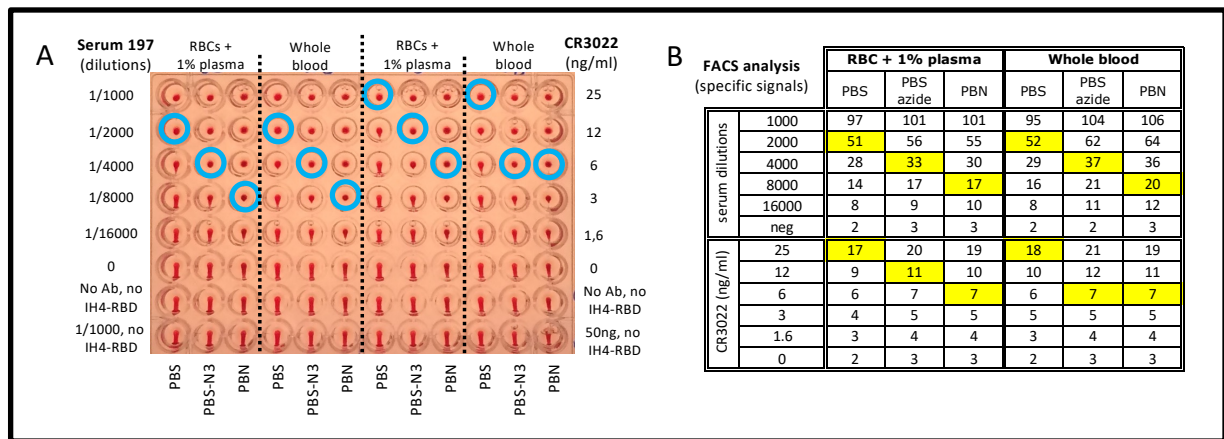 A
Serum 197
(dilutions)
RBCs +
1% plasma
Whole
blood
RBCs +
1% plasma
Whole
blood
CR3022
(ng/ml)
1/1000
25
1/2000
12
1/4000
6
1/8000
3
1/16000
1,6
0
0
No Ab, no
IH4-RBD
No Ab, no
IH4-RBD
1/1000, no
IH4-RBD
50ng, no
IH4-RBD
PBS PBS-N3 PBN PBS PBS-N3 PBN PBS PBS-N3 PBN PBS PBS-N3 PBN
B
FACS analysis
(specific signals)
RBC + 1% plasma Whole blood
PBS PBS azide PBN PBS PBS azide PBN
serum dilutions
1000 97 101 101 95 104 106
2000 51 56 55 52 62 64
4000 28 33 30 29 37 36
8000 14 17 17 16 21 20
16000 8 9 10 8 11 12
neg 2 3 3 2 2 3
CR3022 (ng/ml)
25 17 20 19 18 21 19
12 9 11 10 10 12 11
6 6 7 7 6 7 7
3 4 5 5 5 5 5
1.6 3 4 4 3 4 4
0 2 3 3 2 3 3